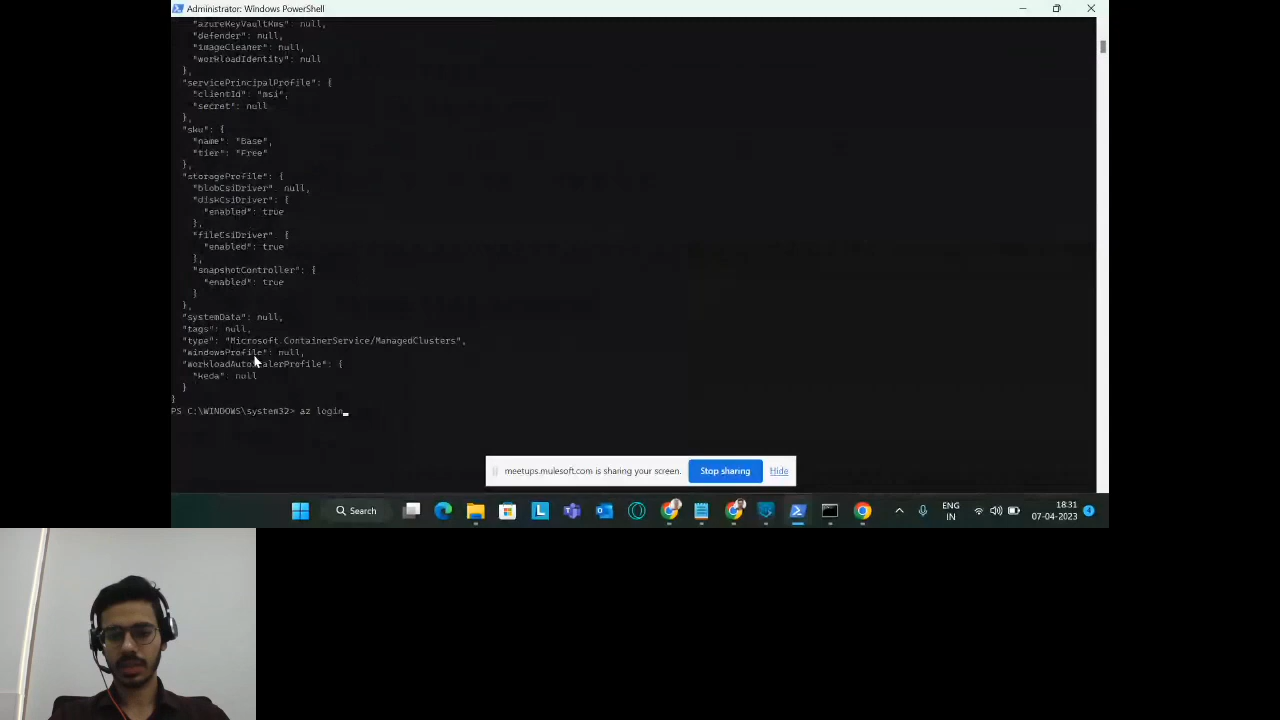 Administrator: Windows PowerShell
"azureKeyVaultKms": null,
"defender": null,
"imageCleaner": null,
"workloadIdentity": null
},
"servicePrincipalProfile": {
"clientId": "msi",
"secret": null
},
"sku": {
"name": "Base",
"tier": "Free"
},
"storageProfile": {
"blobCsiDriver" null,
"diskCsiDriver": {
"enabled": true
},
"fileCsiDriver" {
"enabled": true
},
"snapshotController": {
"enabled": true
}
},
"systemData": null,
"tags": null,
"type": "Microsoft ContainerService/ManagedClusters",
"windowsProfile": null,
"workloadAutoScalerProfile": {
"keda" null
}
}
PS C:\WINDOWS\system32> az login
meetups.mulesoft.com is sharing your screen.
Stop sharing
Hide
Search
ENG
IN
18:31
07-04-2023
4